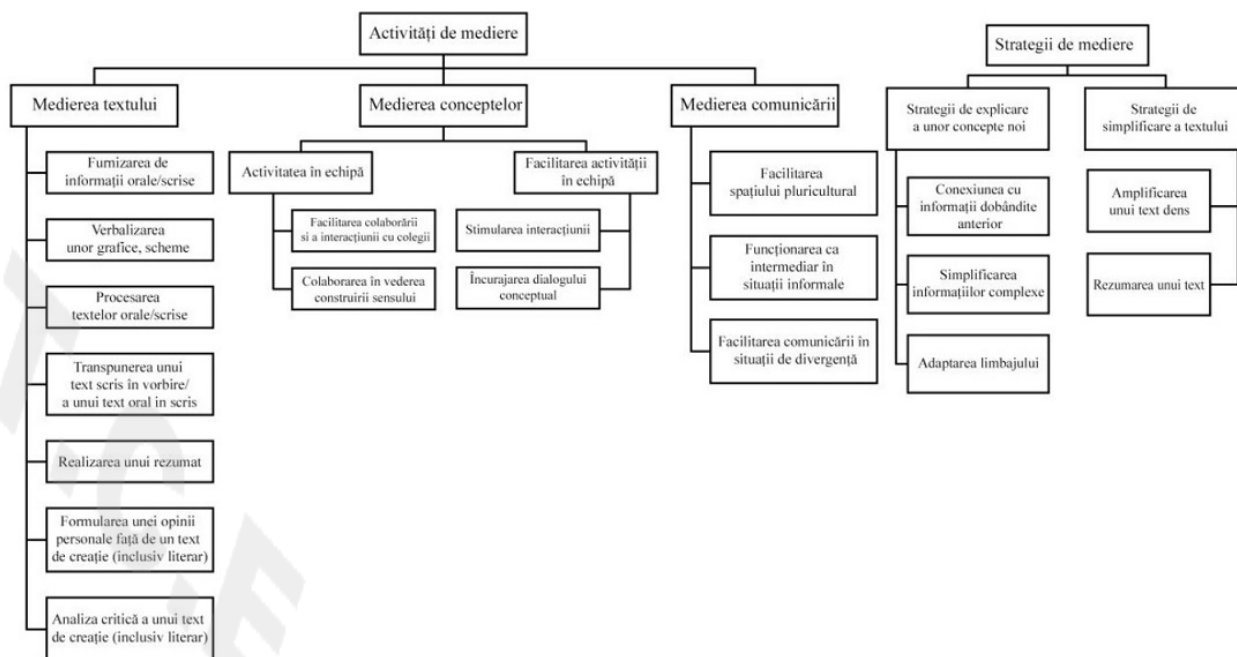 Activități de mediere
Medierea textului
Furnizarea de
informații orale/scrise
Verbalizarea
unor grafice, scheme
Procesarea
textelor orale/scrise
Transpunerea unui
text scris în vorbire/
a unui text oral in scris
Realizarea unui rezumat
Formularea unei opinii
personale față de un text
de creație (inclusiv literar)
Analiza critică a unui text
de creație (inclusiv literar)
Medierea conceptelor
Activitatea în echipă
Facilitarea colaborării
si a interacțiunii cu colegii
Colaborarea în vederea
construirii sensului
Facilitarea activității
în echipă
Stimularea interacțiunii
Încurajarea dialogului
conceptual
Medierea comunicării
Facilitarea
spațiului pluricultural
Funcționarea ca
intermediar în
situații informale
Facilitarea comunicării în
situații de divergență
Strategii de mediere
Strategii de explicare
a unor concepte noi
Conexiunea cu
informații dobândite
anterior
Simplificarea
informațiilor complexe
Adaptarea limbajului
Strategii de
simplificare a textului
Amplificarea
unui text dens
Rezumarea unui text